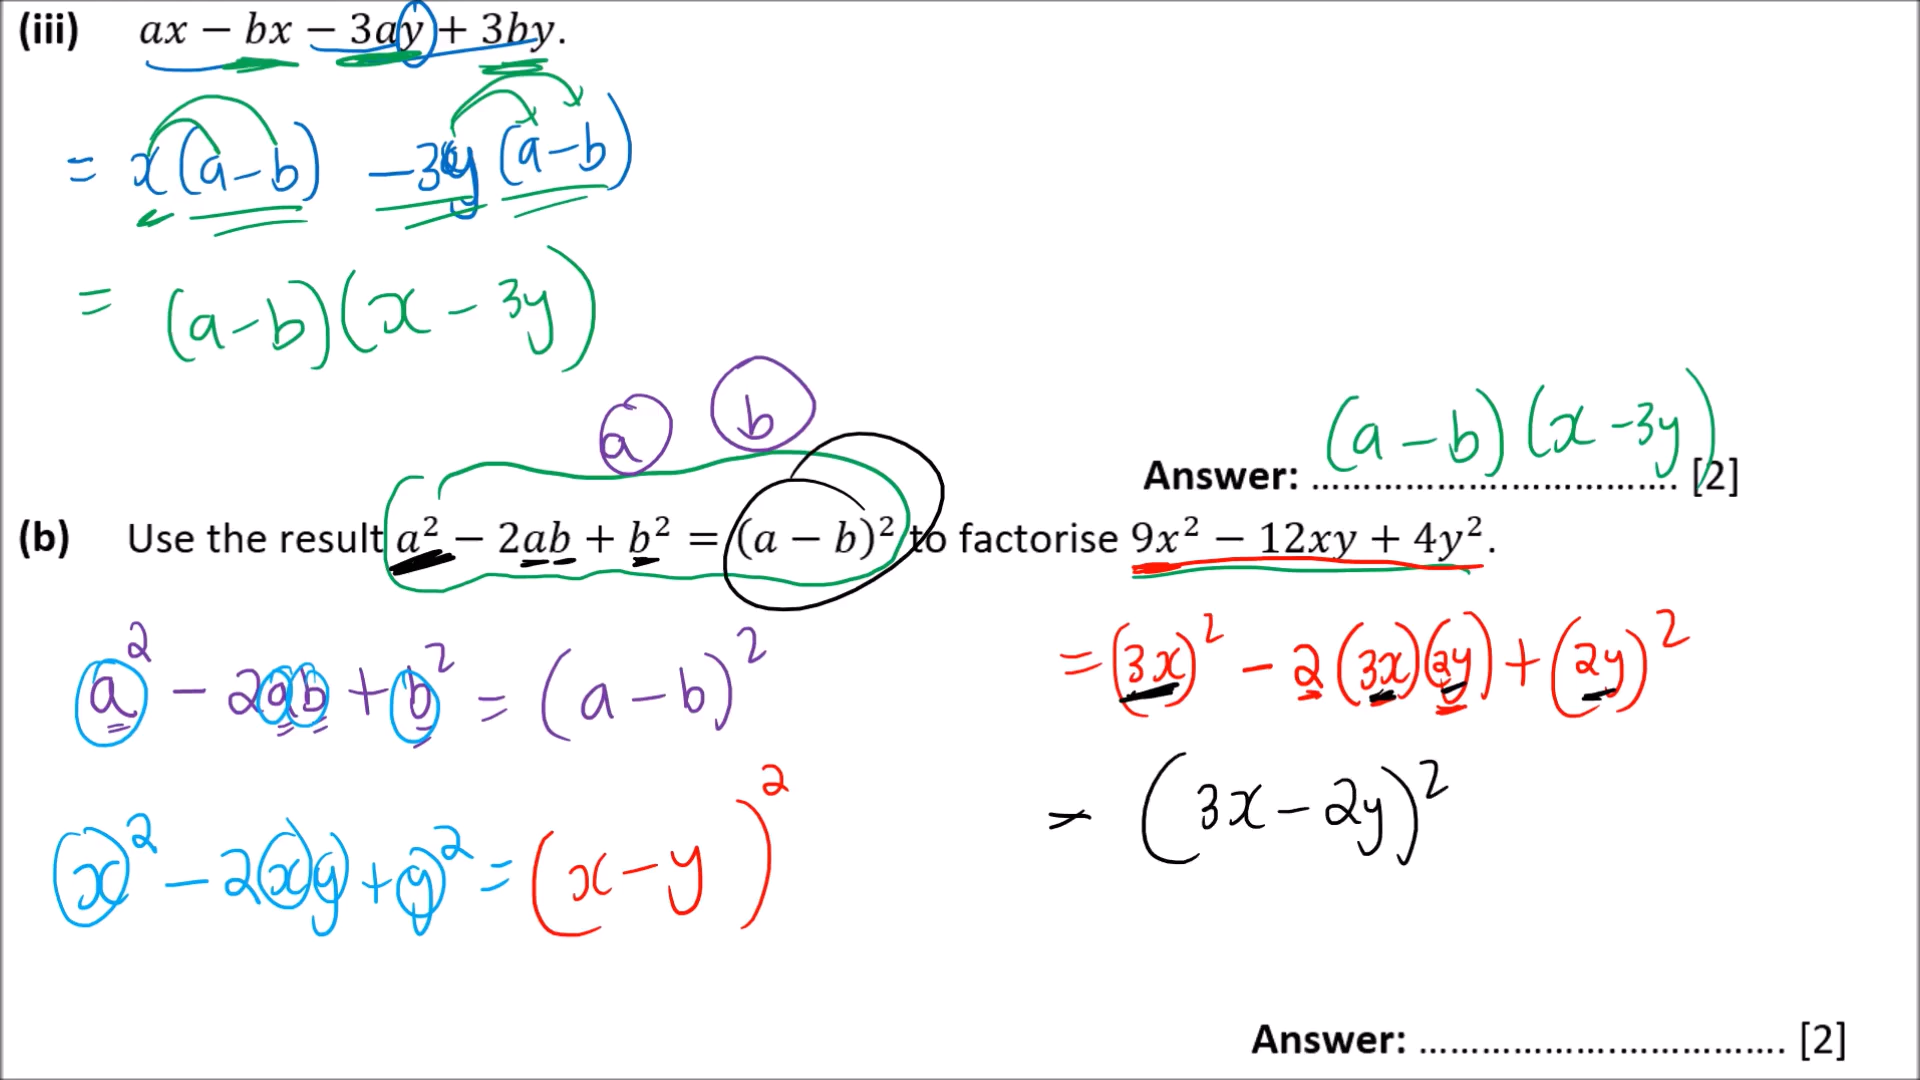 (iii) ax − bx − 3ay + 3by.
= x(a−b) −3y(a−b)
= (a−b)(x − 3y)
a b
(a − b)(x −3y)
Answer: ………………………………. [2]
(b) Use the result a² − 2ab + b² = (a − b)² to factorise 9x² − 12xy + 4y².
a² − 2ab + b² = (a − b)²
= (3x)² − 2(3x)(2y) + (2y)²
x² − 2xy + y² = (x − y)²
= (3x − 2y)²
Answer: ………………………………. [2]